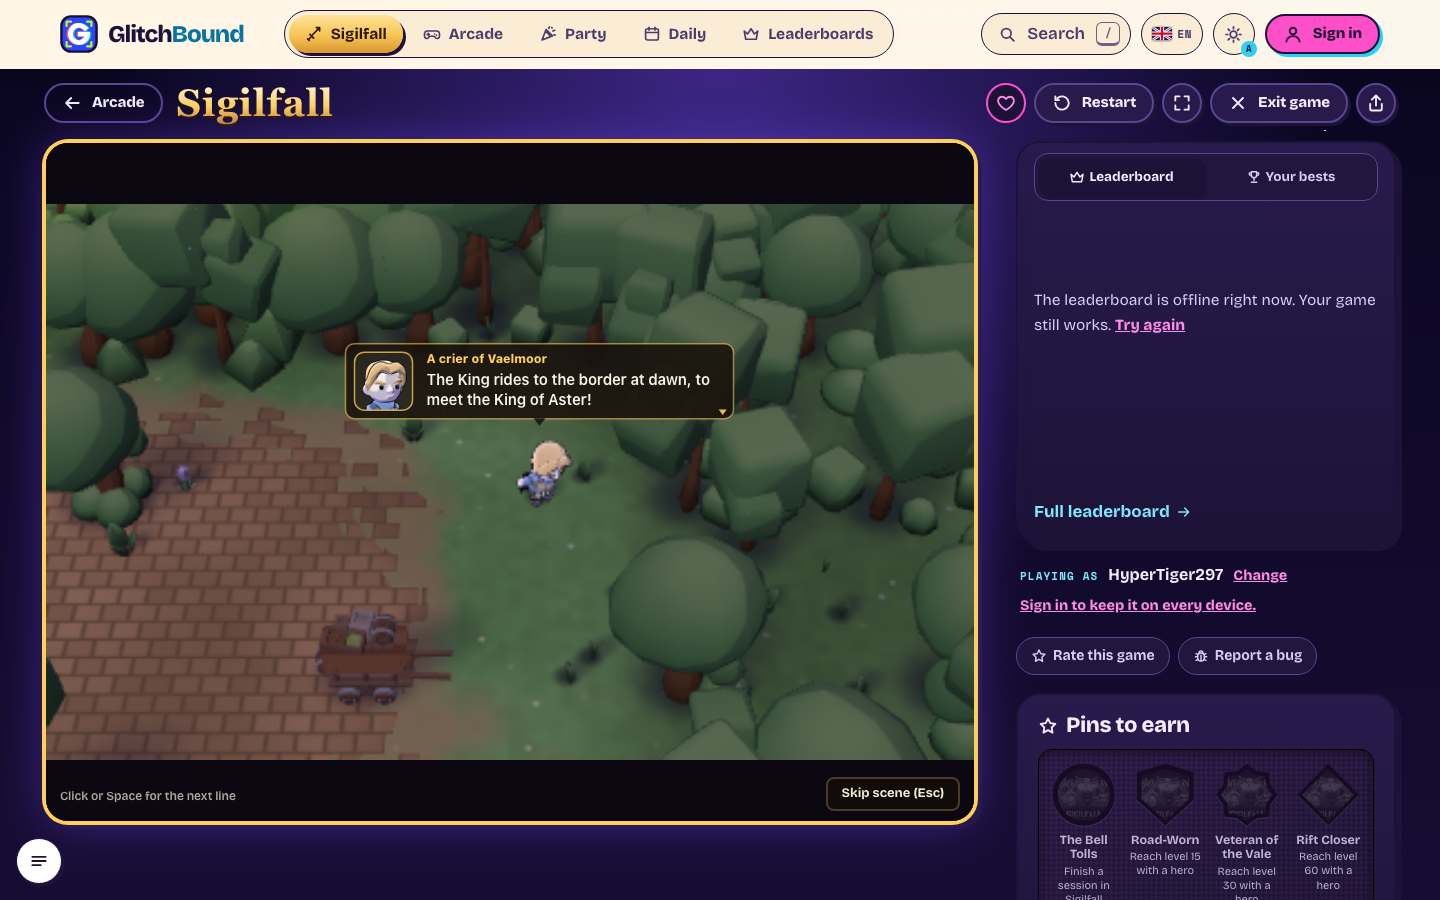 GlitchBound
Sigilfall
Arcade
Party
Daily
Leaderboards
Search /
EN
A
Sign in
Arcade
Sigilfall
Restart
Exit game
Leaderboard
Your bests
The leaderboard is offline right now. Your game
still works. Try again
A crier of Vaelmoor
The King rides to the border at dawn, to
meet the King of Aster!
Full leaderboard →
PLAYING AS HyperTiger297 Change
Sign in to keep it on every device.
Rate this game
Report a bug
Pins to earn
The Bell
Tolls
Finish a
session in
Sigilfall
Road-Worn
Reach level 15
with a hero
Veteran of
the Vale
Reach level
30 with a
hero
Rift Closer
Reach level
60 with a
hero
Click or Space for the next line
Skip scene (Esc)